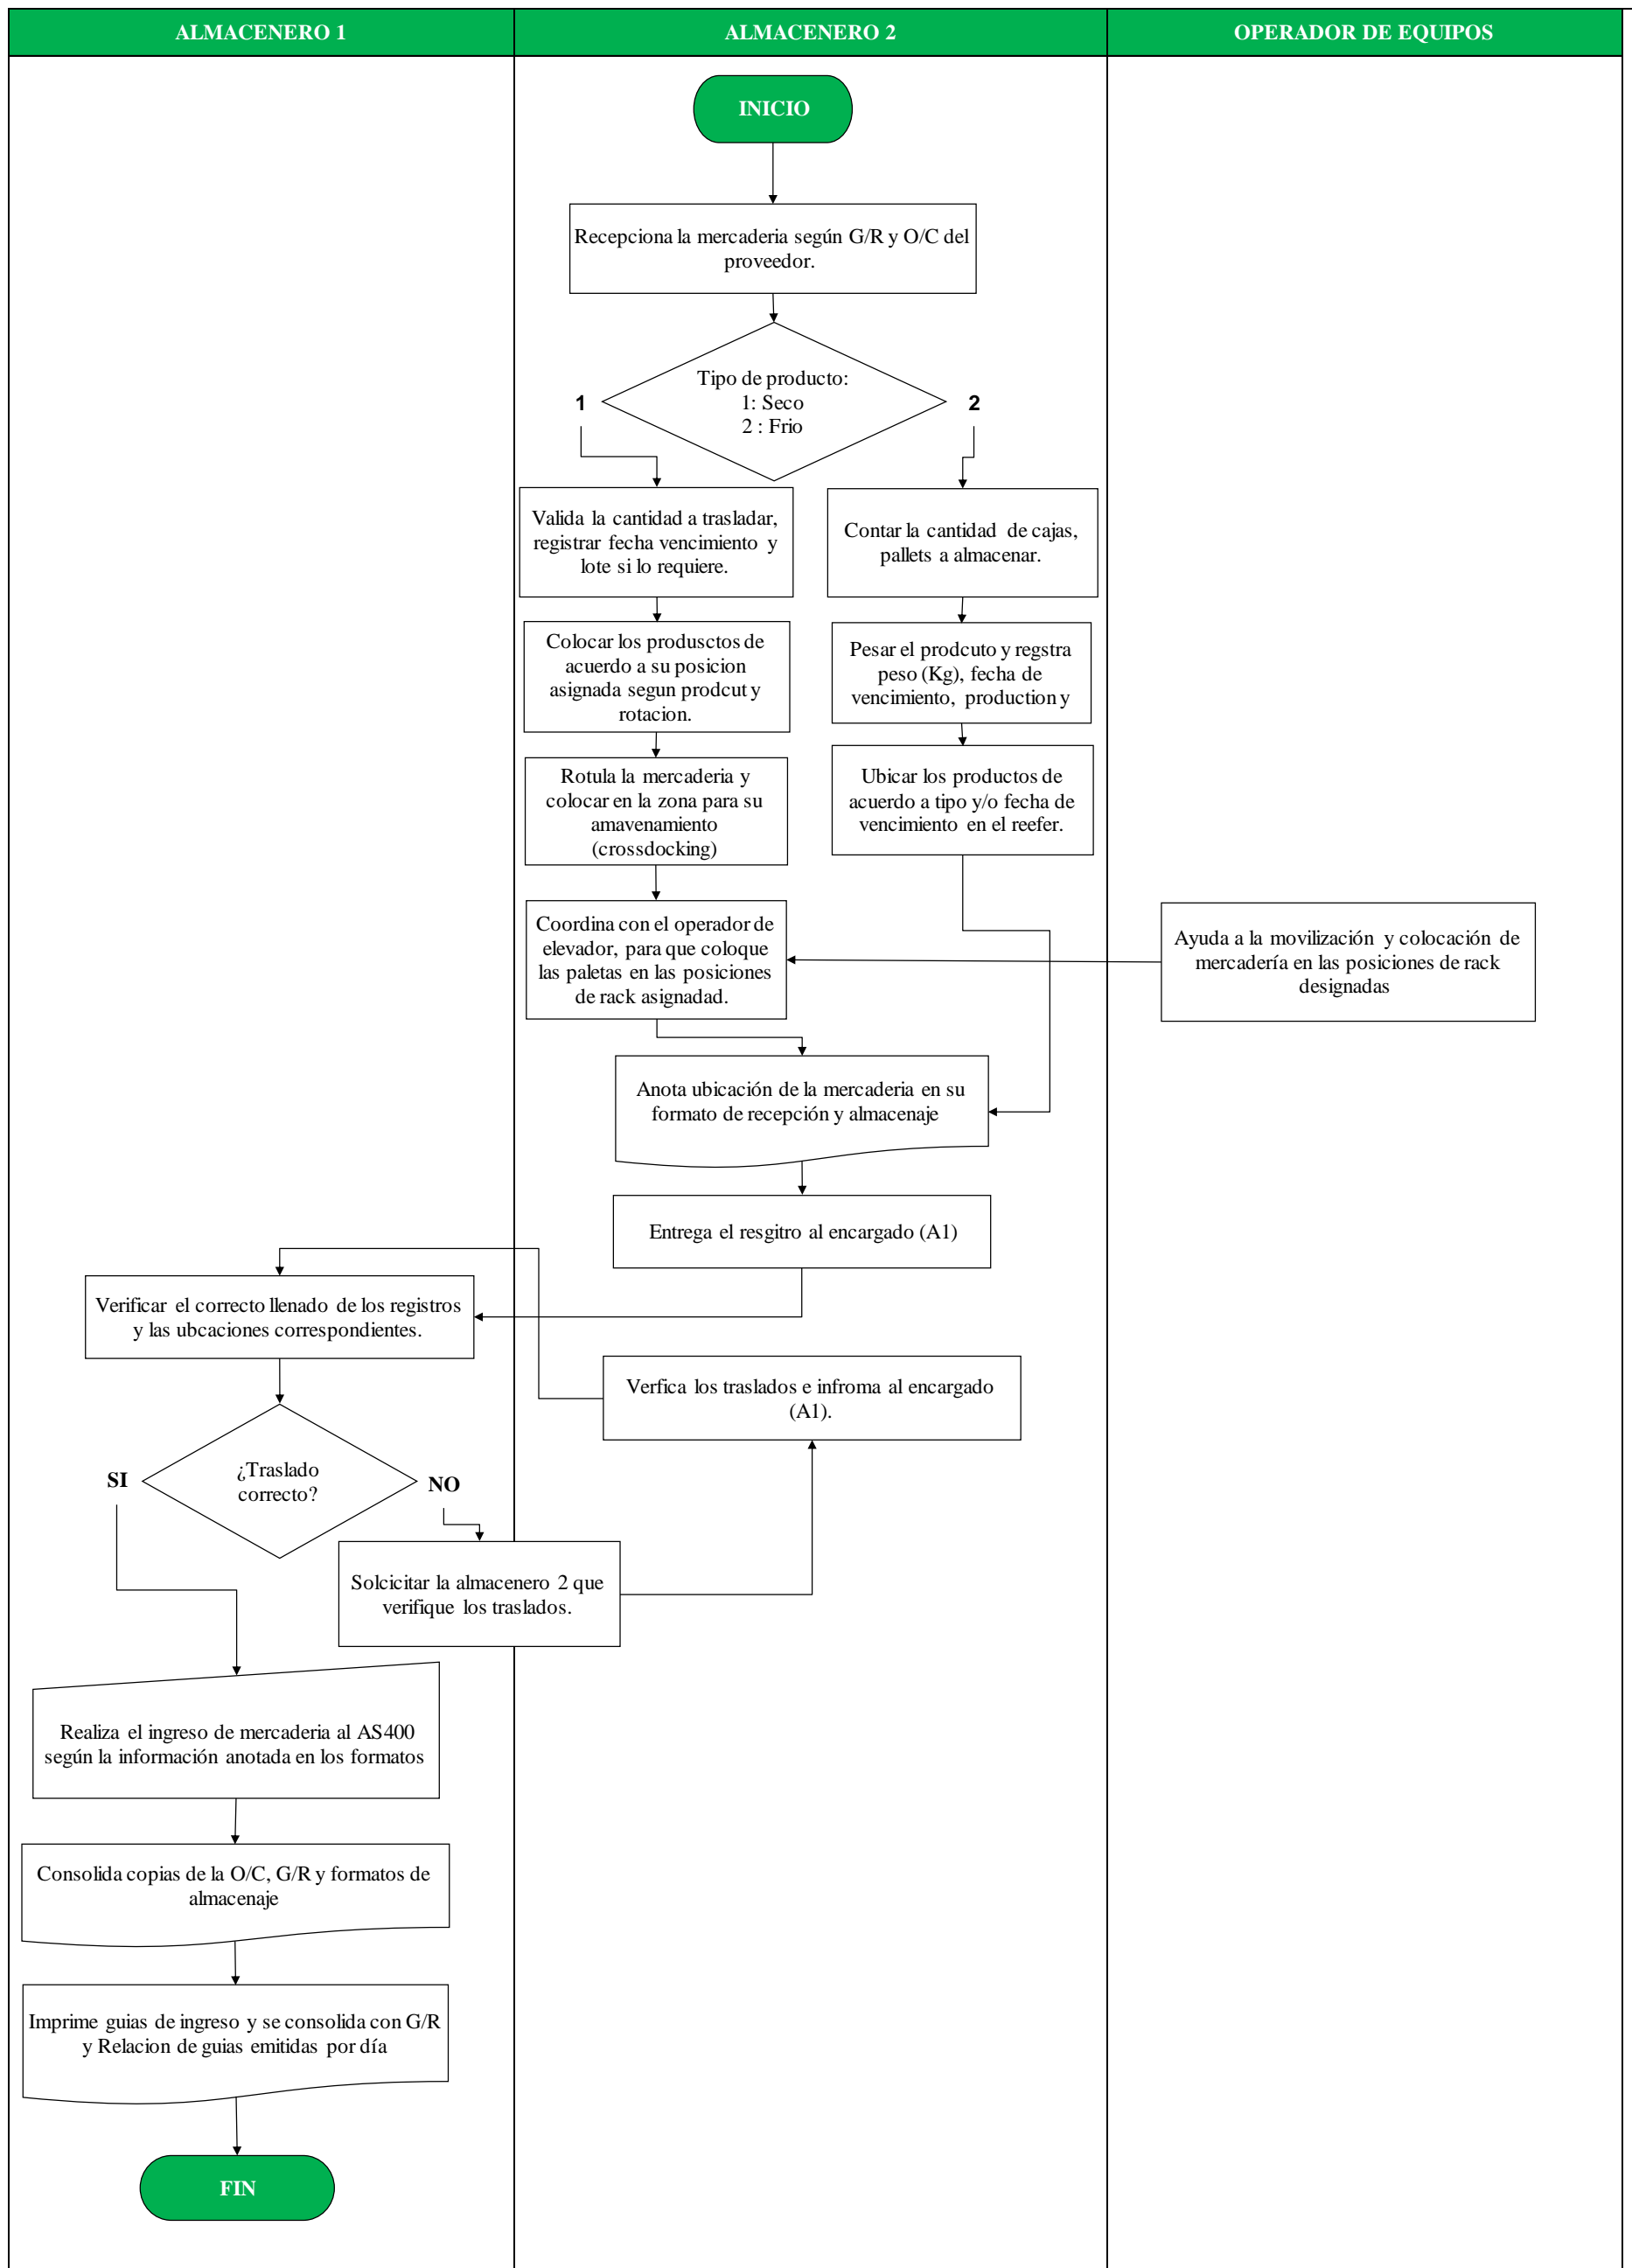 ALMACENERO 1
ALMACENERO 2
OPERADOR DE EQUIPOS
INICIO
Recepciona la mercaderia según G/R y O/C del
proveedor.
Tipo de producto:
1: Seco
2 : Frio
1
2
Valida la cantidad a trasladar,
registrar fecha vencimiento y
lote si lo requiere.
Contar la cantidad de cajas,
pallets a almacenar.
Colocar los produsctos de
acuerdo a su posicion
asignada segun prodcut y
rotacion.
Pesar el prodcuto y regstra
peso (Kg), fecha de
vencimiento, production y
Rotula la mercaderia y
colocar en la zona para su
amavenamiento
(crossdocking)
Ubicar los productos de
acuerdo a tipo y/o fecha de
vencimiento en el reefer.
Coordina con el operador de
elevador, para que coloque
las paletas en las posiciones
de rack asignadad.
Ayuda a la movilización y colocación de
mercadería en las posiciones de rack
designadas
Anota ubicación de la mercaderia en su
formato de recepción y almacenaje
Entrega el resgitro al encargado (A1)
Verificar el correcto llenado de los registros
y las ubcaciones correspondientes.
Verfica los traslados e infroma al encargado
(A1).
¿Traslado
correcto?
SI
NO
Solcicitar la almacenero 2 que
verifique los traslados.
Realiza el ingreso de mercaderia al AS400
según la información anotada en los formatos
Consolida copias de la O/C, G/R y formatos de
almacenaje
Imprime guias de ingreso y se consolida con G/R
y Relacion de guias emitidas por día
FIN